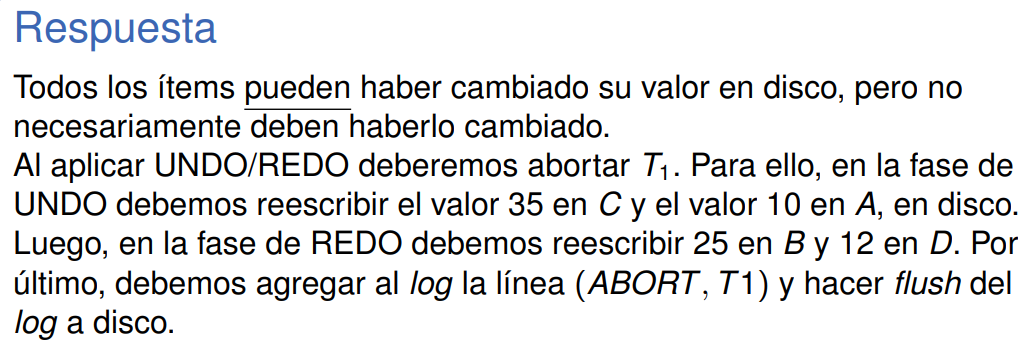 Respuesta
Todos los ítems pueden haber cambiado su valor en disco, pero no
necesariamente deben haberlo cambiado.
Al aplicar UNDO/REDO deberemos abortar T₁. Para ello, en la fase de
UNDO debemos reescribir el valor 35 en C y el valor 10 en A, en disco.
Luego, en la fase de REDO debemos reescribir 25 en B y 12 en D. Por
último, debemos agregar al log la línea (ABORT, T1) y hacer flush del
log a disco.